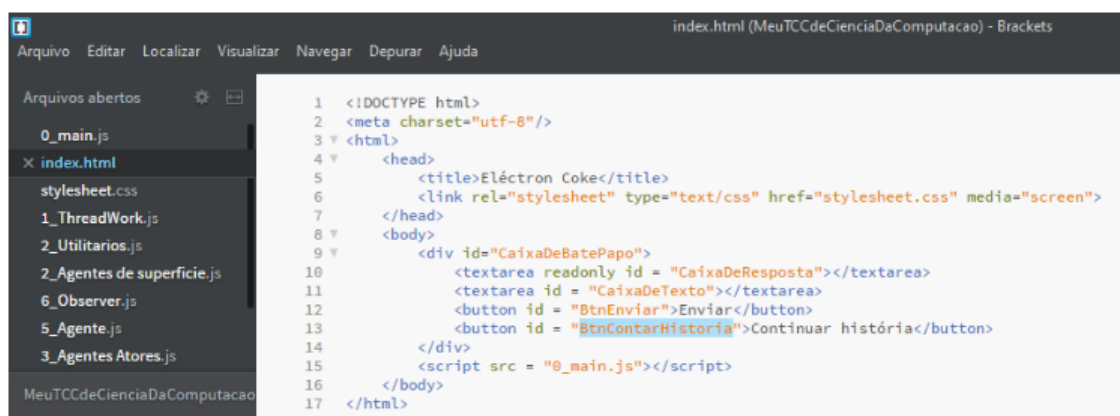 index.html (MeuTCCdeCienciaDaComputacao) - Brackets
Arquivo Editar Localizar Visualizar Navegar Depurar Ajuda
Arquivos abertos
0_main.js
× index.html
stylesheet.css
1_ThreadWork.js
2_Utilitarios.js
2_Agentes de superficie.js
6_Observer.js
5_Agente.js
3_Agentes Atores.js
MeuTCCdeCienciaDaComputacao
1 <!DOCTYPE html>
2 <meta charset="utf-8"/>
3 <html>
4 <head>
5 <title>Eléctron Coke</title>
6 <link rel="stylesheet" type="text/css" href="stylesheet.css" media="screen">
7 </head>
8 <body>
9 <div id="CaixaDeBatePapo">
10 <textarea readonly id = "CaixaDeResposta"></textarea>
11 <textarea id = "CaixaDeTexto"></textarea>
12 <button id = "BtnEnviar">Enviar</button>
13 <button id = "BtnContarHistoria">Continuar história</button>
14 </div>
15 <script src = "0_main.js"></script>
16 </body>
17 </html>